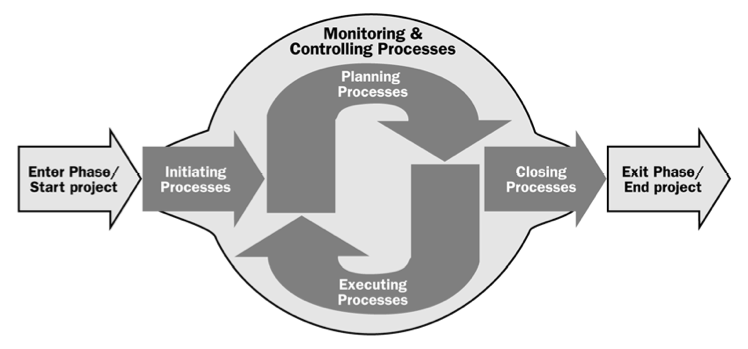 Monitoring &
Controlling Processes
Planning
Processes
Enter Phase/
Start project
Initiating
Processes
Closing
Processes
Exit Phase/
End project
Executing
Processes